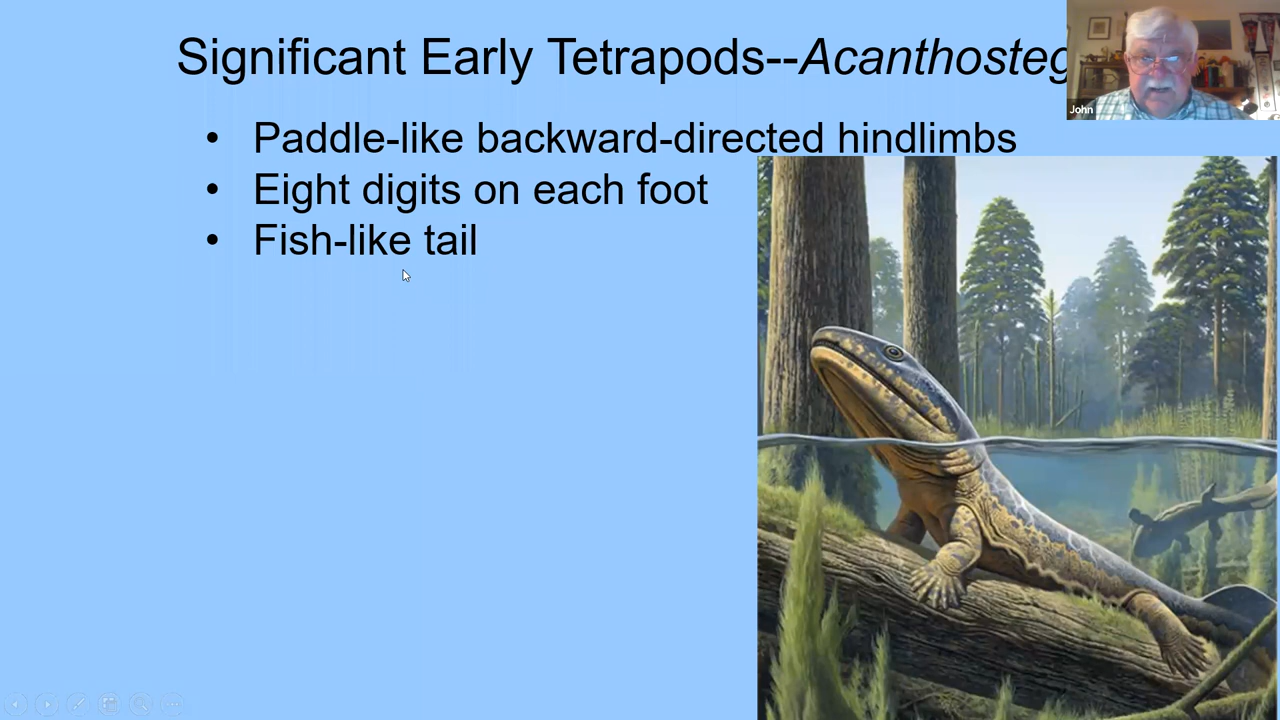 Significant Early Tetrapods--Acanthosteg
John
• Paddle-like backward-directed hindlimbs
• Eight digits on each foot
• Fish-like tail